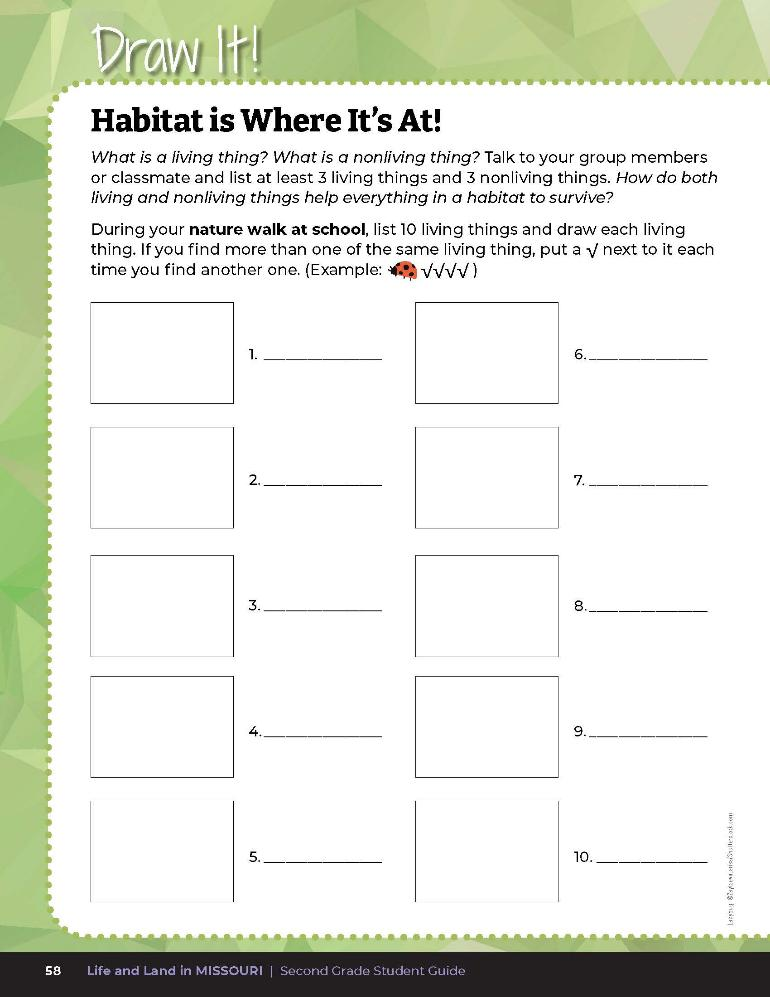 Draw It!
Habitat is Where It's At!
What is a living thing? What is a nonliving thing? Talk to your group members
or classmate and list at least 3 living things and 3 nonliving things. How do both
living and nonliving things help everything in a habitat to survive?
During your nature walk at school, list 10 living things and draw each living
thing. If you find more than one of the same living thing, put a √ next to it each
time you find another one. (Example: √√√√ )
1. ______________
6. ______________
2. ______________
7. ______________
3. ______________
8. ______________
4. ______________
9. ______________
5. ______________
10. ______________
58 Life and Land in MISSOURI | Second Grade Student Guide